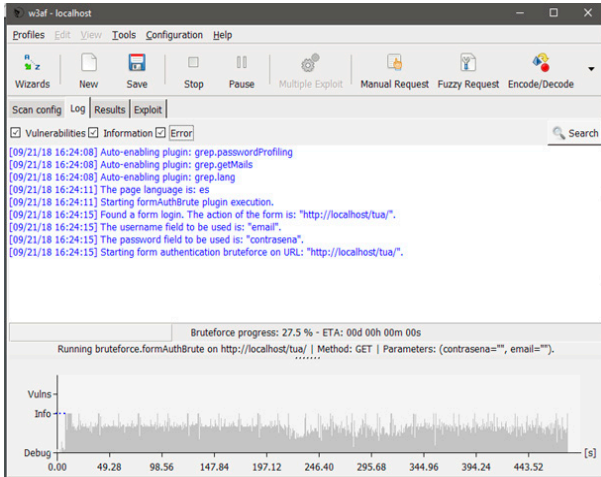 w3af - localhost
Profiles Edit View Tools Configuration Help
Wizards New Save Stop Pause Multiple Exploit Manual Request Fuzzy Request Encode/Decode
Scan config Log Results Exploit
Vulnerabilities Information Error Search
[09/21/18 16:24:08] Auto-enabling plugin: grep.passwordProfiling
[09/21/18 16:24:08] Auto-enabling plugin: grep.getMails
[09/21/18 16:24:08] Auto-enabling plugin: grep.lang
[09/21/18 16:24:11] The page language is: es
[09/21/18 16:24:11] Starting formAuthBrute plugin execution.
[09/21/18 16:24:15] Found a form login. The action of the form is: "http://localhost/tua/".
[09/21/18 16:24:15] The username field to be used is: "email".
[09/21/18 16:24:15] The password field to be used is: "contrasena".
[09/21/18 16:24:15] Starting form authentication bruteforce on URL: "http://localhost/tua/".
Bruteforce progress: 27.5 % - ETA: 00d 00h 00m 00s
Running bruteforce.formAuthBrute on http://localhost/tua/ | Method: GET | Parameters: (contrasena="", email="").
Vulns
Info
Debug [s]
0.00 49.28 98.56 147.84 197.12 246.40 295.68 344.96 394.24 443.52